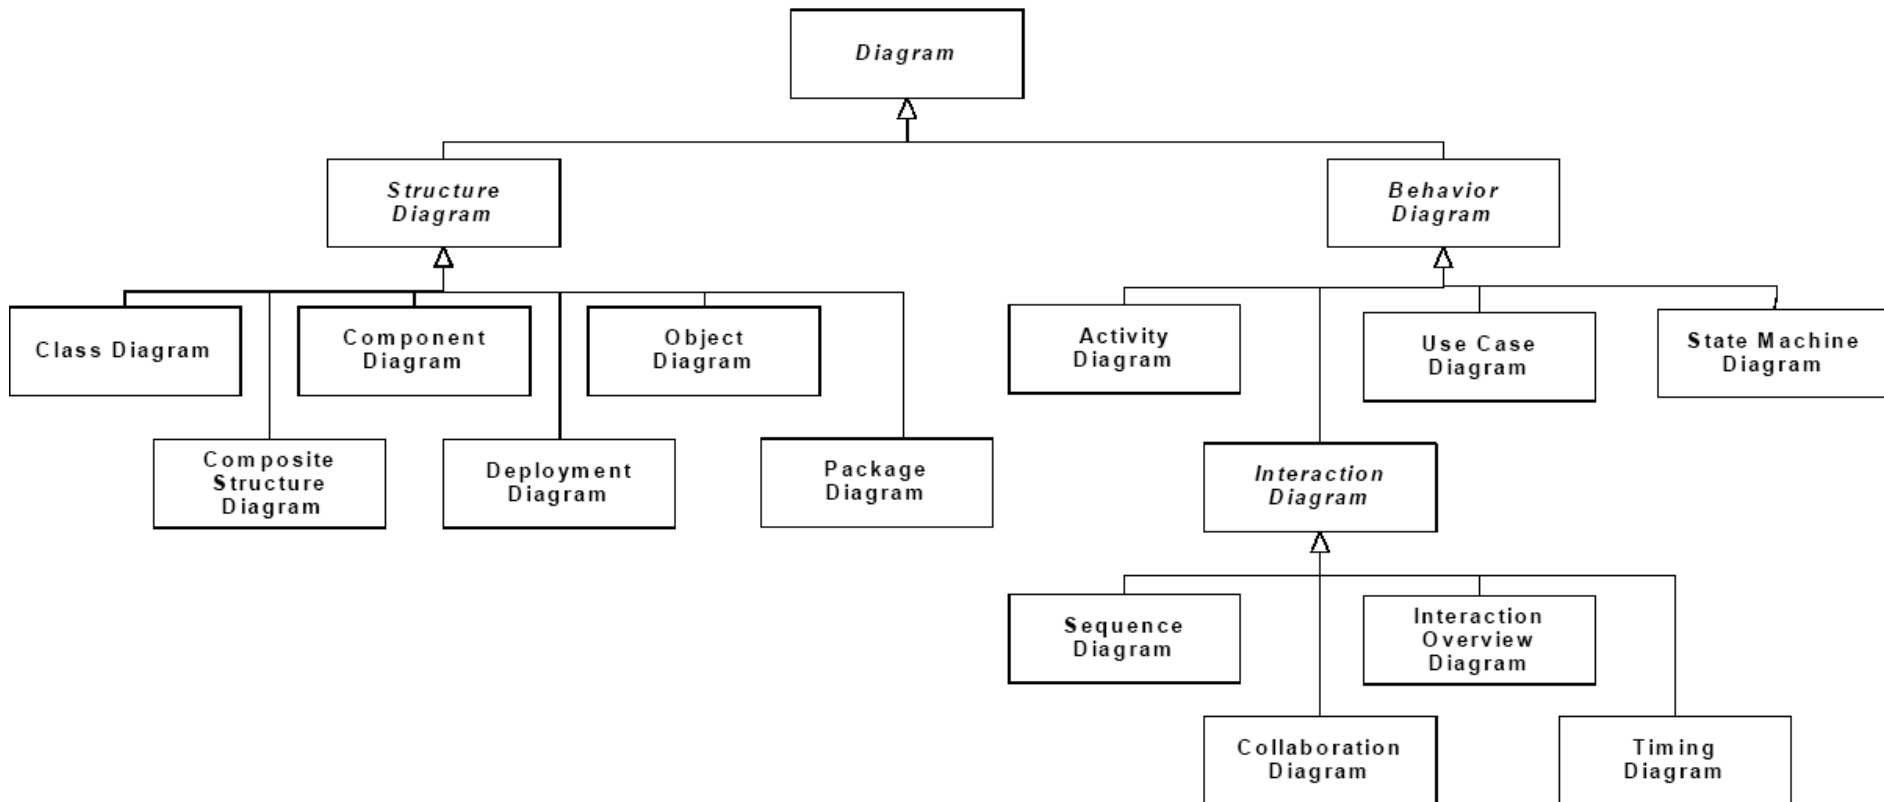 Diagram
Structure
Diagram
Behavior
Diagram
Class Diagram
Component
Diagram
Object
Diagram
Composite
Structure
Diagram
Deployment
Diagram
Package
Diagram
Activity
Diagram
Use Case
Diagram
State Machine
Diagram
Interaction
Diagram
Sequence
Diagram
Interaction
Overview
Diagram
Collaboration
Diagram
Timing
Diagram